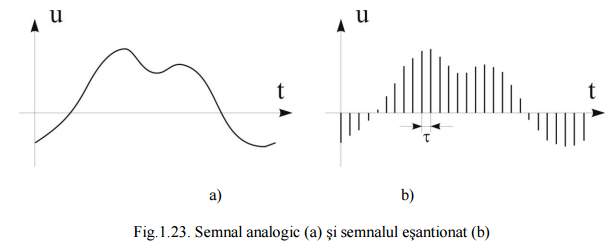 u
u
t
t
τ
a)
b)
Fig.1.23. Semnal analogic (a) şi semnalul eşantionat (b)